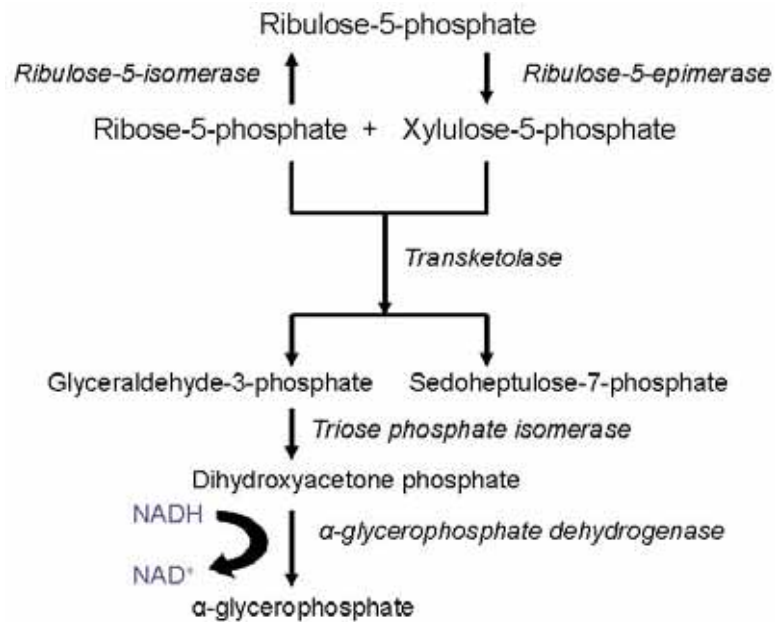 Ribulose-5-phosphate
Ribulose-5-isomerase
Ribulose-5-epimerase
Ribose-5-phosphate + Xylulose-5-phosphate
Transketolase
Glyceraldehyde-3-phosphate
Sedoheptulose-7-phosphate
Triose phosphate isomerase
Dihydroxyacetone phosphate
NADH
α-glycerophosphate dehydrogenase
NAD⁺
α-glycerophosphate